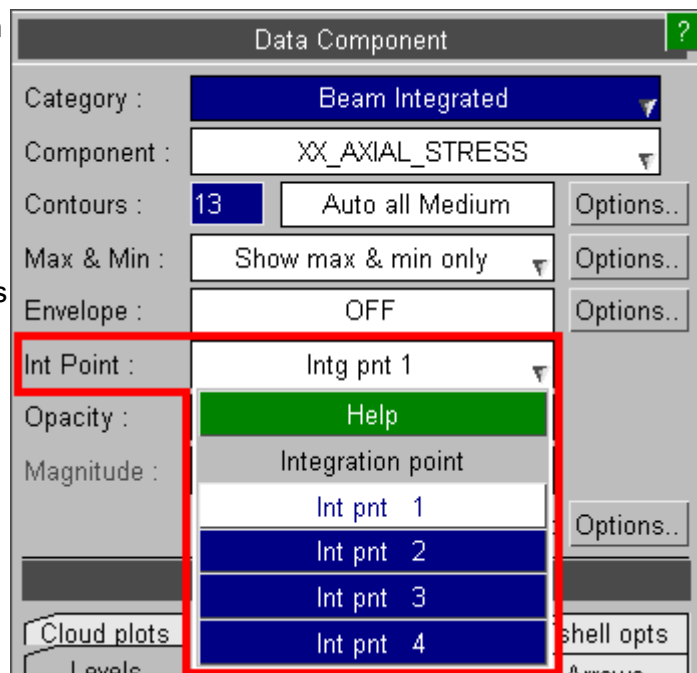 Data Component ?
Category : Beam Integrated
Component : XX_AXIAL_STRESS
Contours : 13 Auto all Medium Options..
Max & Min : Show max & min only Options..
s
Envelope : OFF Options..
Int Point : Intg pnt 1
Opacity : Help
Magnitude : Integration point
Int pnt 1
Options..
Int pnt 2
Int pnt 3
Cloud plots Int pnt 4 shell opts
Levels